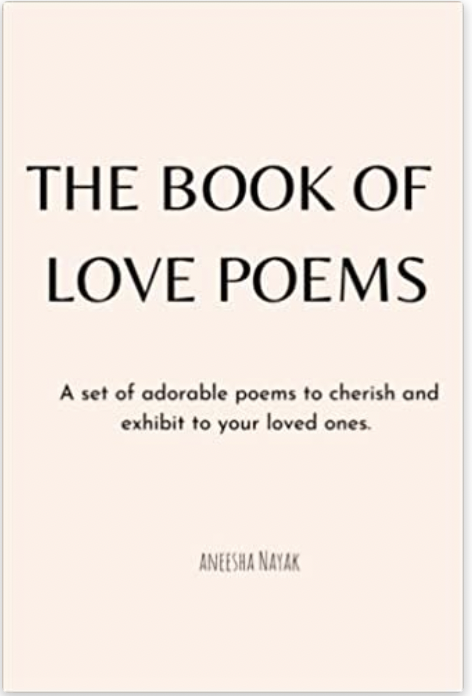 THE BOOK OF
LOVE POEMS
A set of adorable poems to cherish and
exhibit to your loved ones.
ANEESHA NAYAK